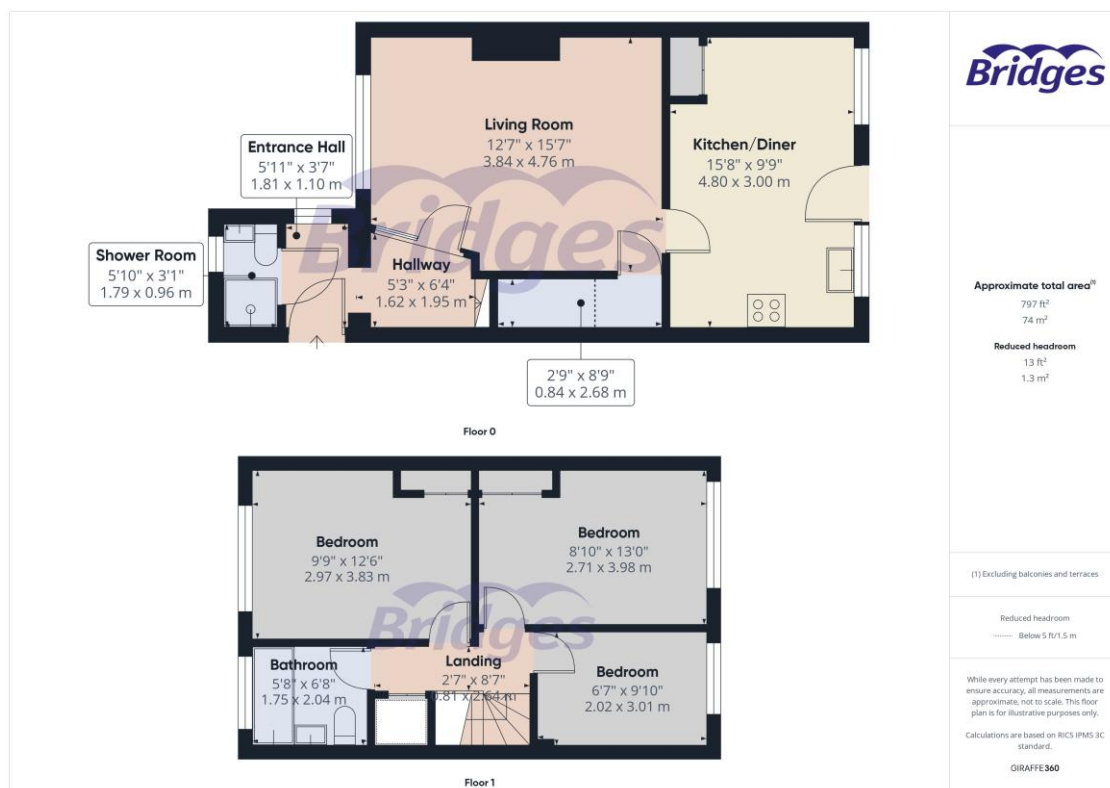 Entrance Hall
5'11" x 3'7"
1.81 x 1.10 m
Living Room
12'7" x 15'7"
3.84 x 4.76 m
Kitchen/Diner
15'8" x 9'9"
4.80 x 3.00 m
Bridges
Shower Room
5'10" x 3'1"
1.79 x 0.96 m
Hallway
5'3" x 6'4"
1.62 x 1.95 m
2'9" x 8'9"
0.84 x 2.68 m
Floor 0
Bedroom
9'9" x 12'6"
2.97 x 3.83 m
Bedroom
8'10" x 13'0"
2.71 x 3.98 m
Bridges
Bathroom
5'8" x 6'8"
1.75 x 2.04 m
Landing
2'7" x 8'7"
0.81 x 2.64 m
Bedroom
6'7" x 9'10"
2.02 x 3.01 m
Floor 1
Bridges
Approximate total area(1)
797 ft²
74 m²
Reduced headroom
13 ft²
1.3 m²
(1) Excluding balconies and terraces
Reduced headroom
Below 5 ft/1.5 m
While every attempt has been made to
ensure accuracy, all measurements are
approximate, not to scale. This floor
plan is for illustrative purposes only.
Calculations are based on RICS IPMS 3C
standard.
GIRAFFE360